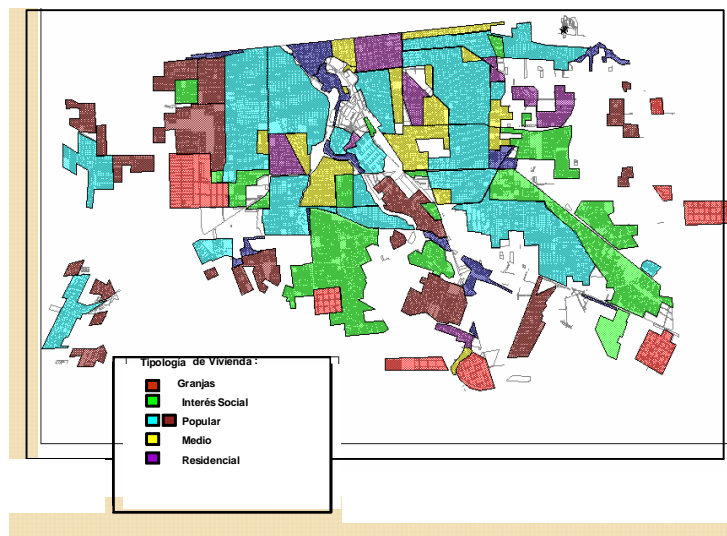 Tipología de Vivienda :
Granjas
Interés Social
Popular
Medio
Residencial